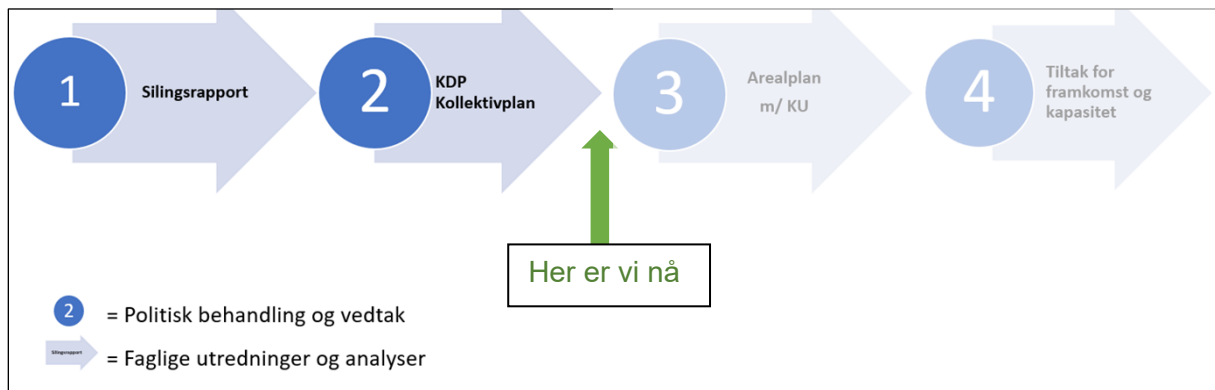 1
Silingsrapport
2
KDP
Kollektivplan
3
Arealplan
m/ KU
4
Tiltak for
framkomst og
kapasitet
Her er vi nå
2
= Politisk behandling og vedtak
Silingsrapport
= Faglige utredninger og analyser